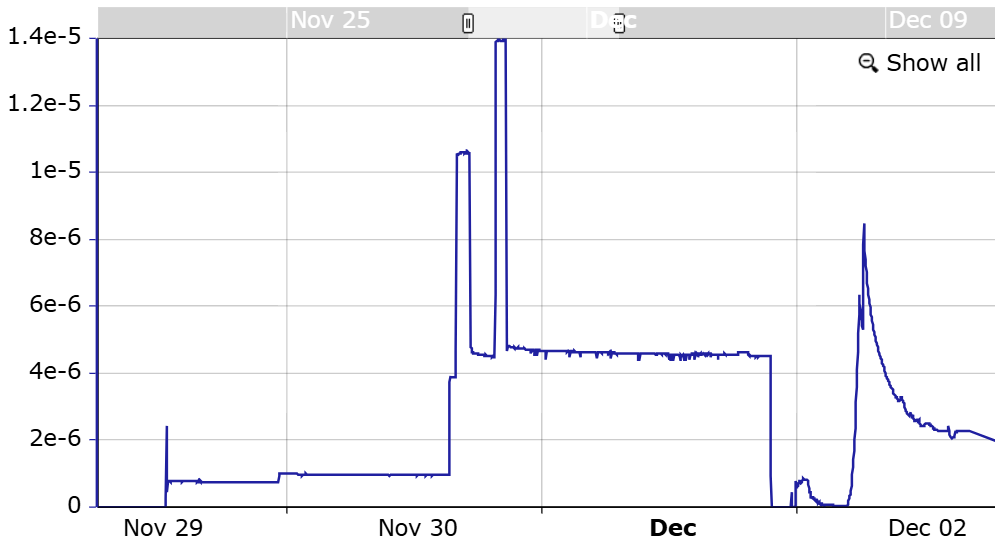 Nov 25 Dec Dec 09
1.4e-5
Show all
1.2e-5
1e-5
8e-6
6e-6
4e-6
2e-6
0
Nov 29 Nov 30 Dec Dec 02